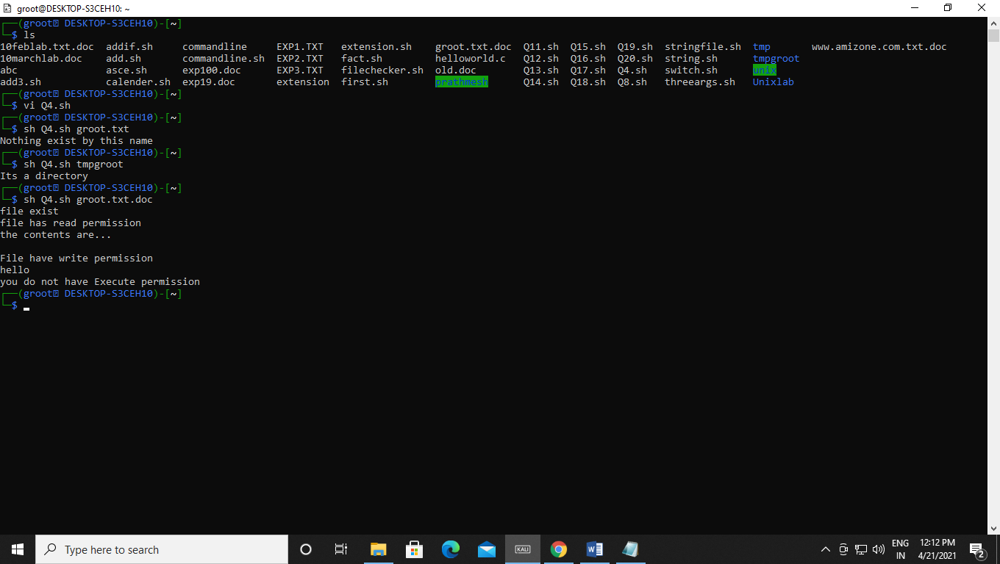 groot@DESKTOP-S3CEH10: ~
┌──(groot DESKTOP-S3CEH10)-[~]
└─$ ls
10feblab.txt.doc addif.sh commandline EXP1.TXT extension.sh groot.txt.doc Q11.sh Q15.sh Q19.sh stringfile.sh tmp www.amizone.com.txt.doc
10marchlab.doc add.sh commandline.sh EXP2.TXT fact.sh helloworld.c Q12.sh Q16.sh Q20.sh string.sh tmpgroot
abc asce.sh exp100.doc EXP3.TXT filechecker.sh old.doc Q13.sh Q17.sh Q4.sh switch.sh unix
add3.sh calender.sh exp19.doc extension first.sh prathmesh Q14.sh Q18.sh Q8.sh threeargs.sh Unixlab
┌──(groot DESKTOP-S3CEH10)-[~]
└─$ vi Q4.sh
┌──(groot DESKTOP-S3CEH10)-[~]
└─$ sh Q4.sh groot.txt
Nothing exist by this name
┌──(groot DESKTOP-S3CEH10)-[~]
└─$ sh Q4.sh tmpgroot
Its a directory
┌──(groot DESKTOP-S3CEH10)-[~]
└─$ sh Q4.sh groot.txt.doc
file exist
file has read permission
the contents are...
File have write permission
hello
you do not have Execute permission
┌──(groot DESKTOP-S3CEH10)-[~]
└─$
Type here to search
KALI
W
ENG
IN
12:12 PM
4/21/2021
2